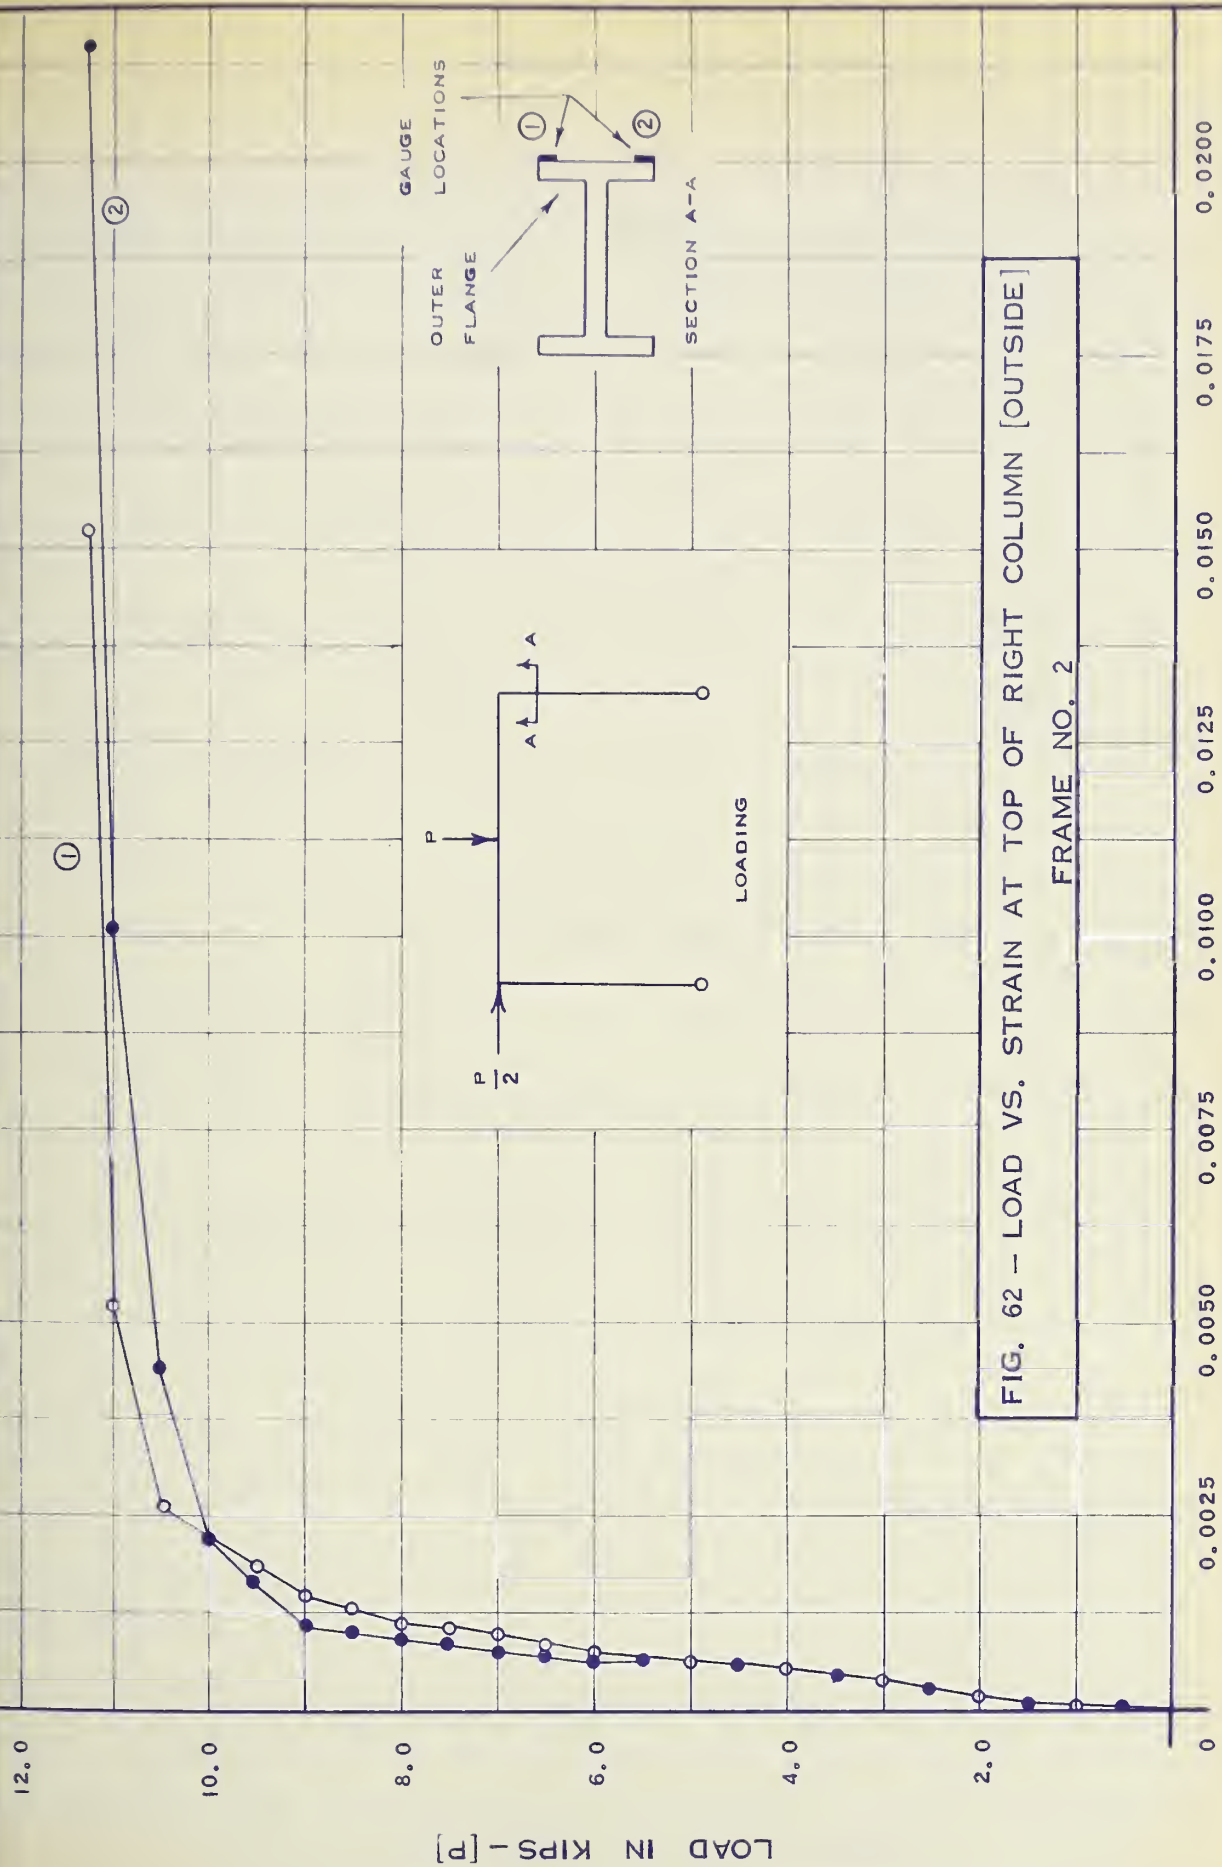 LOAD IN KIPS - [P]
12.0
10.0
8.0
6.0
4.0
2.0
0
0.0025
0.0050
0.0075
0.0100
0.0125
0.0150
0.0175
0.0200
①
②
GAUGE
LOCATIONS
OUTER
FLANGE
①
②
SECTION A-A
P
P
2
A
A
LOADING
FIG. 62 - LOAD VS. STRAIN AT TOP OF RIGHT COLUMN [OUTSIDE]
FRAME NO. 2